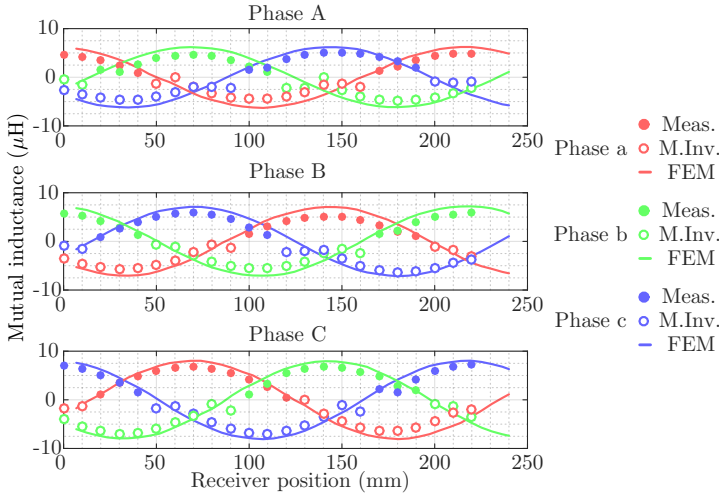 Phase A
10
0
-10
0 50 100 150 200 250
Phase B
10
0
-10
0 50 100 150 200 250
Phase C
10
0
-10
0 50 100 150 200 250
Receiver position (mm)
Mutual inductance (μH)
Phase a
Meas.
M.Inv.
FEM
Phase b
Meas.
M.Inv.
FEM
Phase c
Meas.
M.Inv.
FEM